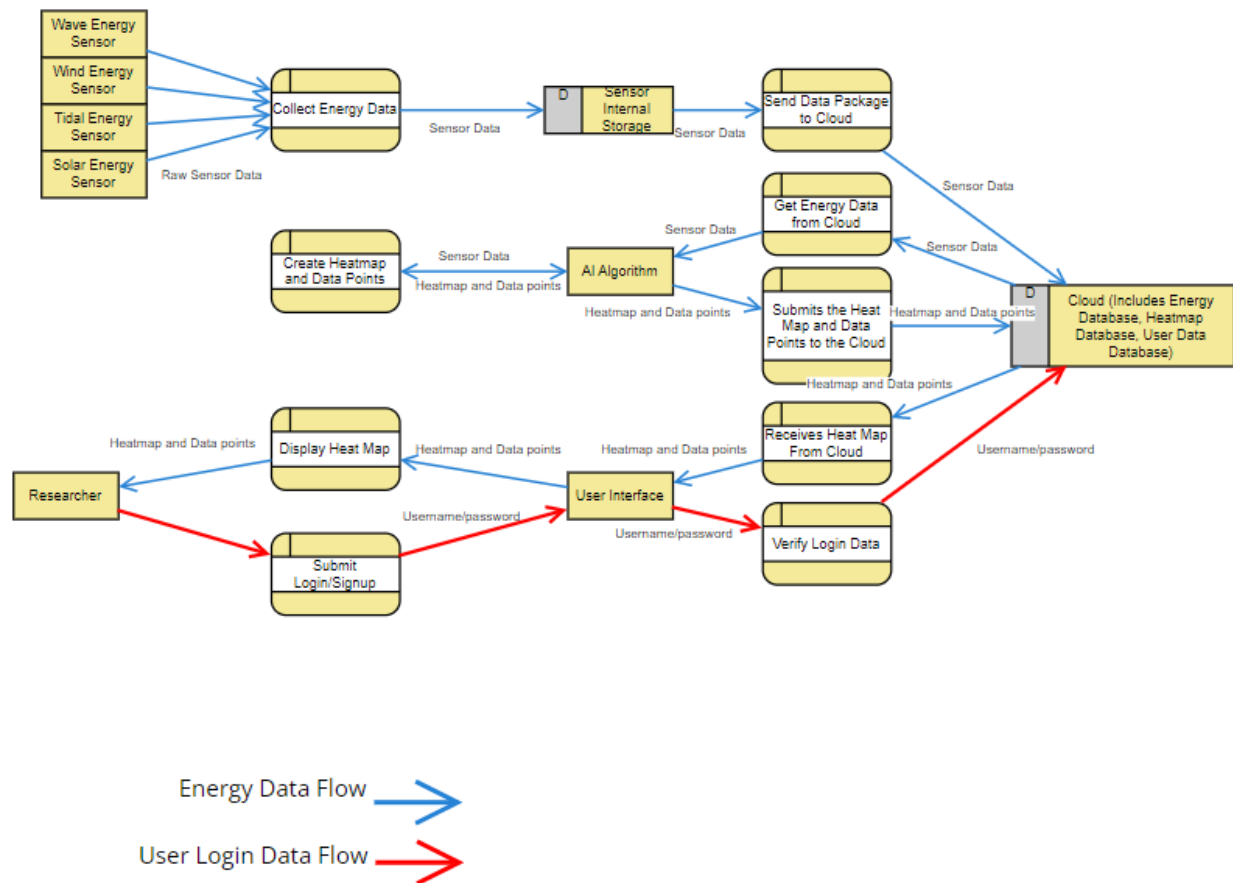 Wave Energy
Sensor
Wind Energy
Sensor
Tidal Energy
Sensor
Solar Energy
Sensor
Raw Sensor Data
Collect Energy Data
Sensor Data
D
Sensor
Internal
Storage
Sensor Data
Send Data Package
to Cloud
Sensor Data
Get Energy Data
from Cloud
Sensor Data
Sensor Data
Create Heatmap
and Data Points
Sensor Data
Heatmap and Data points
AI Algorithm
Heatmap and Data points
Submits the Heat
Map and Data
Points to the Cloud
Heatmap and Data points
D
Cloud (Includes Energy
Database, Heatmap
Database, User Data
Database)
Heatmap and Data points
Receives Heat Map
From Cloud
Heatmap and Data points
Username/password
Display Heat Map
Heatmap and Data points
Heatmap and Data points
Researcher
User Interface
Username/password
Username/password
Verify Login Data
Submit
Login/Signup
Energy Data Flow
User Login Data Flow